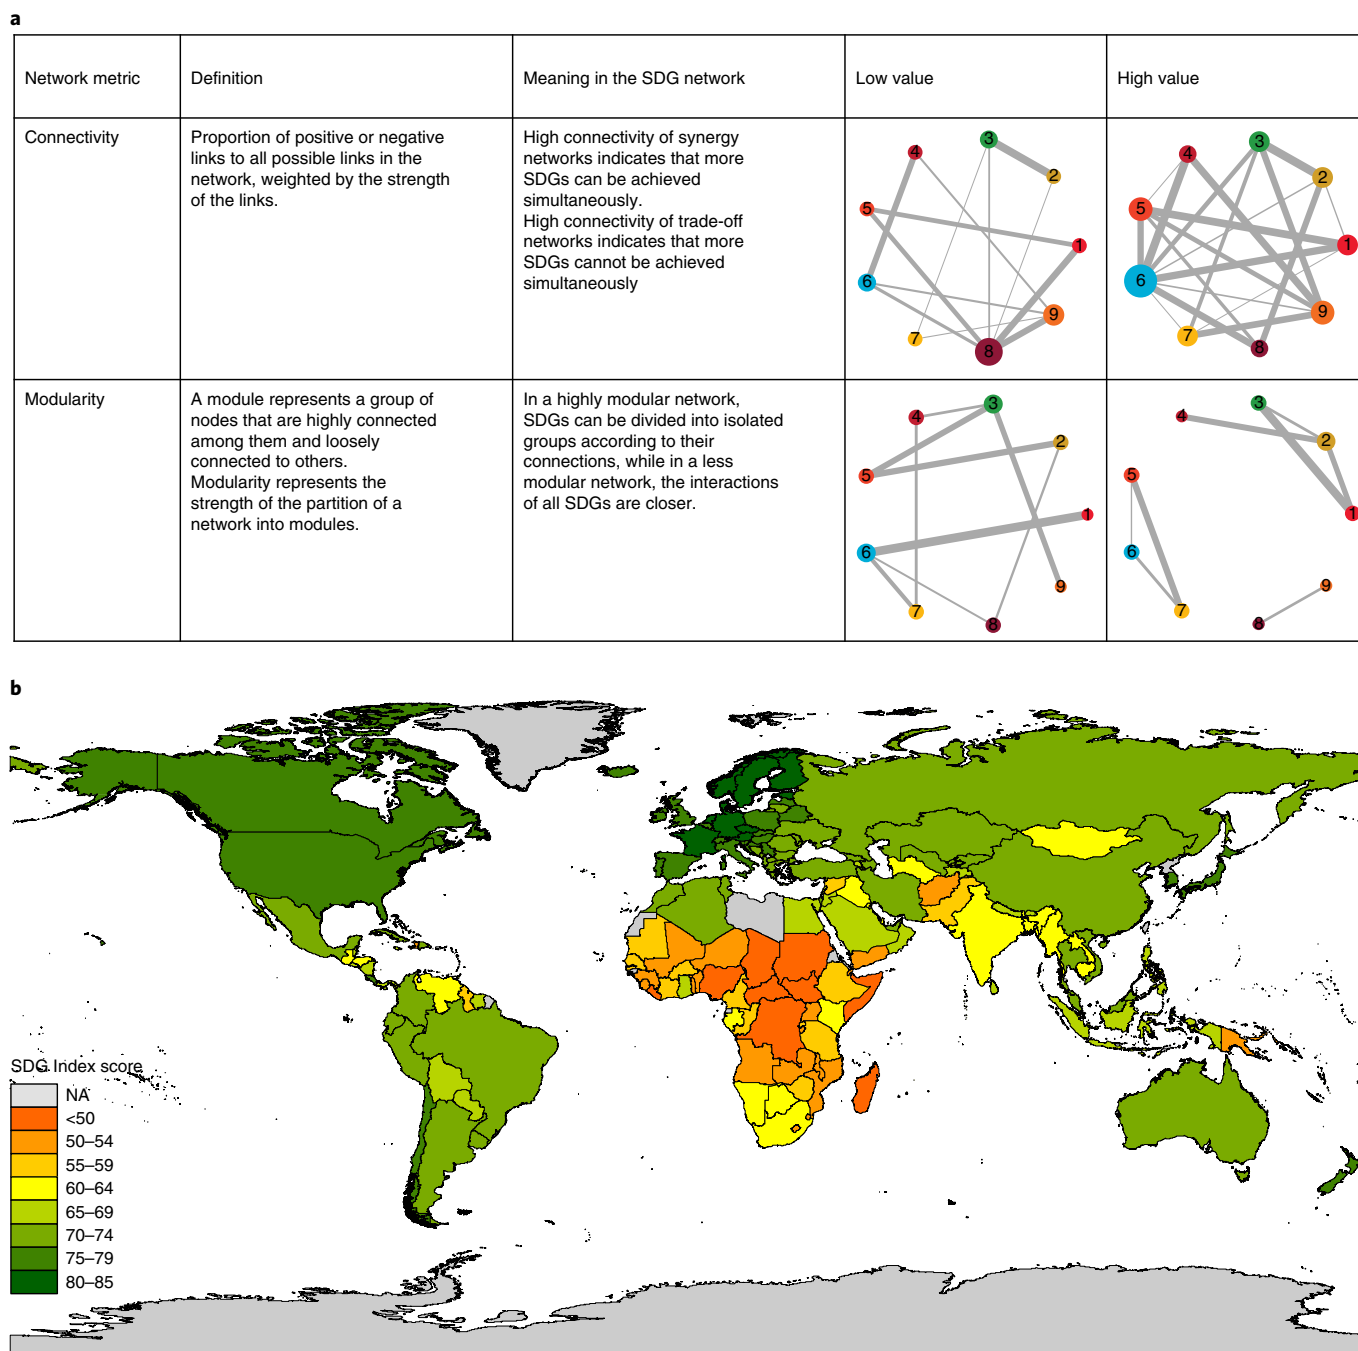 a
Network metric
Definition
Meaning in the SDG network
Low value
High value
Connectivity
Proportion of positive or negative
links to all possible links in the
network, weighted by the strength
of the links.
High connectivity of synergy
networks indicates that more
SDGs can be achieved
simultaneously.
High connectivity of trade-off
networks indicates that more
SDGs cannot be achieved
simultaneously
3
4
2
5
1
6
9
7
8
3
4
2
5
1
6
9
7
8
Modularity
A module represents a group of
nodes that are highly connected
among them and loosely
connected to others.
Modularity represents the
strength of the partition of a
network into modules.
In a highly modular network,
SDGs can be divided into isolated
groups according to their
connections, while in a less
modular network, the interactions
of all SDGs are closer.
3
4
2
5
1
6
9
7
8
3
4
2
5
1
6
9
7
8
b
SDG Index score
NA
<50
50–54
55–59
60–64
65–69
70–74
75–79
80–85